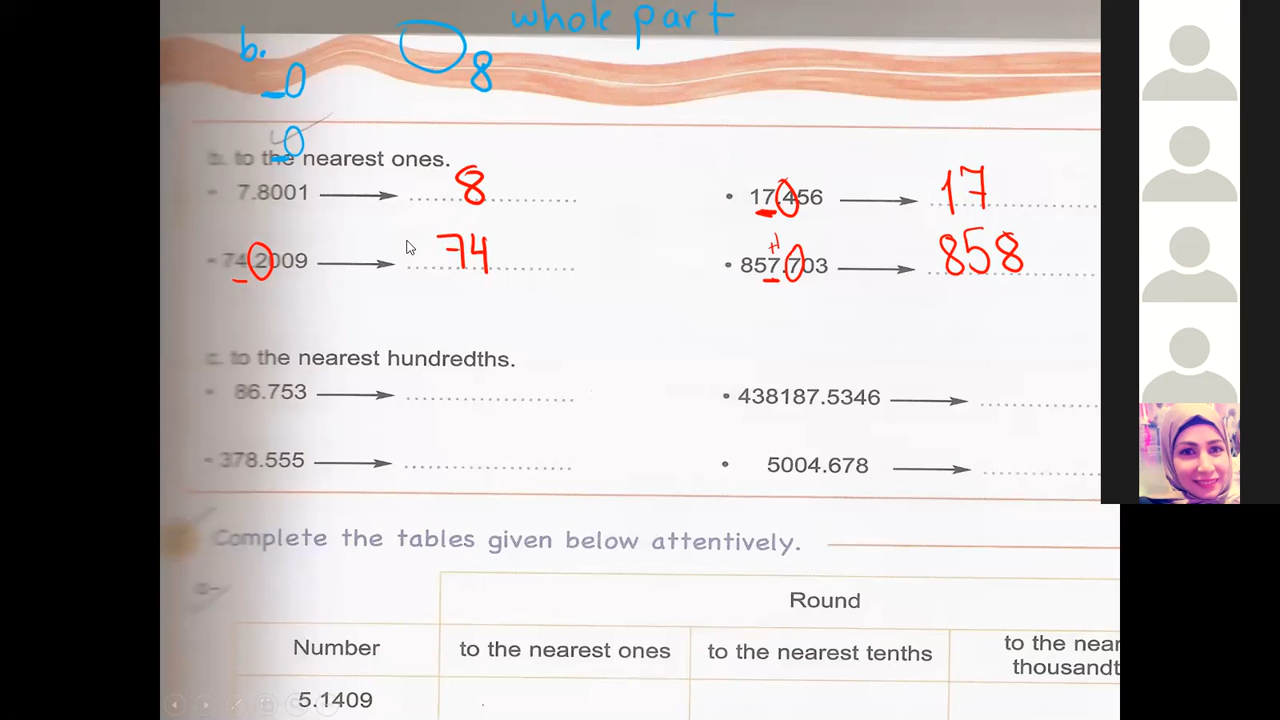 whole part
b.
8
0
0
b. to the nearest ones.
• 7.8001 → 8
• 17.456 → 17
• 74.2009 → 74
+1
• 857.703 → 858
c. to the nearest hundredths.
• 86.753 →
• 438187.5346 →
• 378.555 →
• 5004.678 →
Complete the tables given below attentively.
Round
Number to the nearest ones to the nearest tenths to the near
thousandt
5.1409